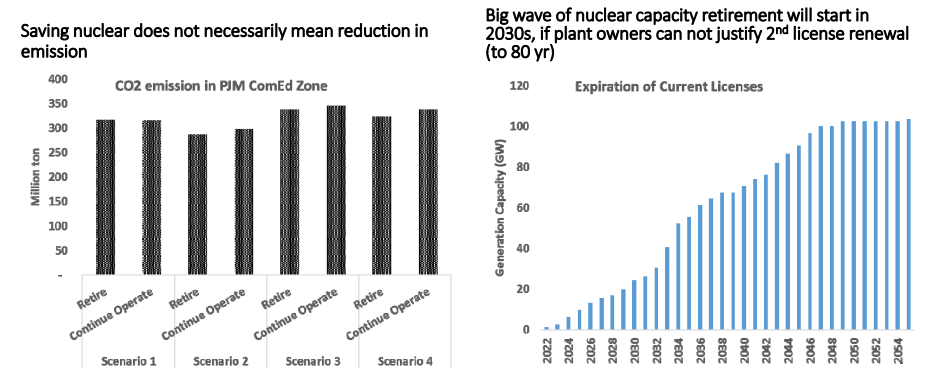 Saving nuclear does not necessarily mean reduction in
emission
CO2 emission in PJM ComEd Zone
Million ton
400
350
300
250
200
150
100
50
-
Retire
Continue Operate
Retire
Continue Operate
Retire
Continue Operate
Retire
Continue Operate
Scenario 1
Scenario 2
Scenario 3
Scenario 4
Big wave of nuclear capacity retirement will start in
2030s, if plant owners can not justify 2nd license renewal
(to 80 yr)
Expiration of Current Licenses
Generation Capacity (GW)
120
100
80
60
40
20
0
2022
2024
2026
2028
2030
2032
2034
2036
2038
2040
2042
2044
2046
2048
2050
2052
2054